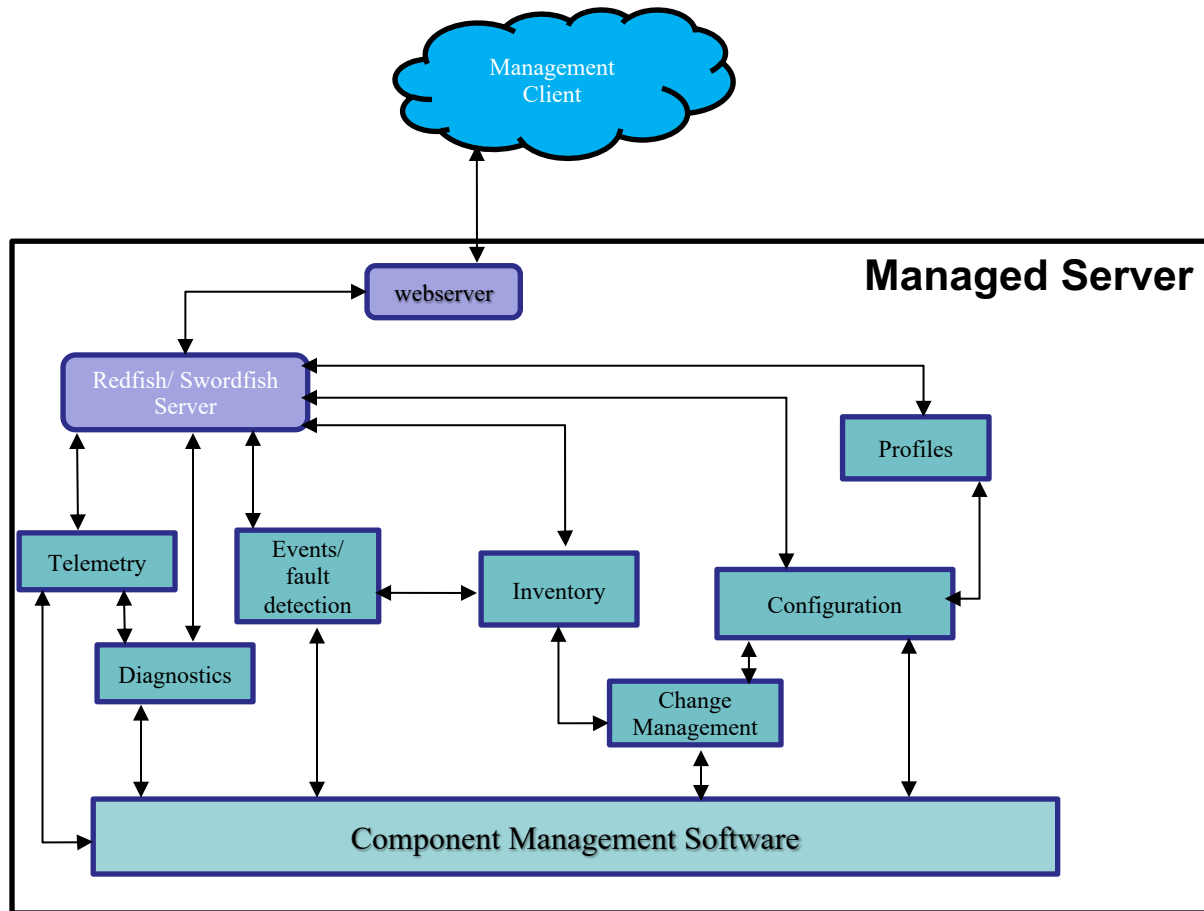 Management
Client
Managed Server
webserver
Redfish/ Swordfish
Server
Profiles
Telemetry
Events/
fault
detection
Inventory
Configuration
Diagnostics
Change
Management
Component Management Software